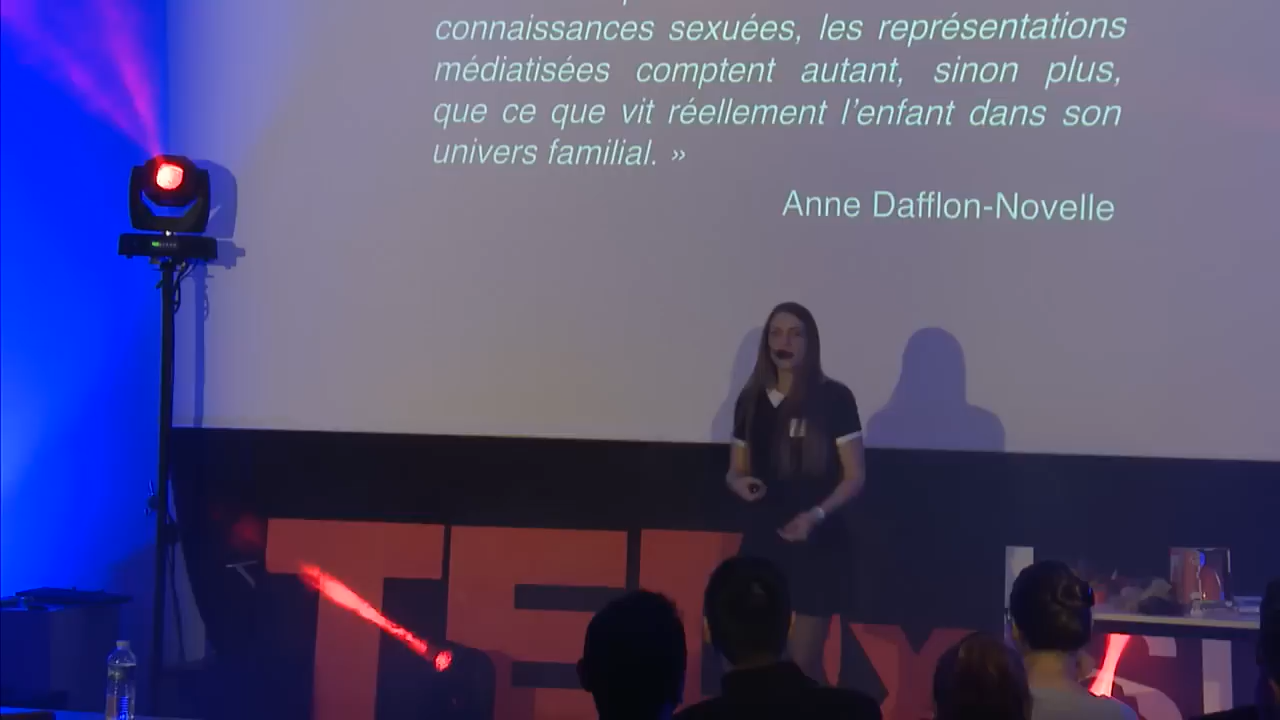 connaissances sexuées, les représentations
médiatisées comptent autant, sinon plus,
que ce que vit réellement l'enfant dans son
univers familial. »
Anne Dafflon-Novelle
TEDx